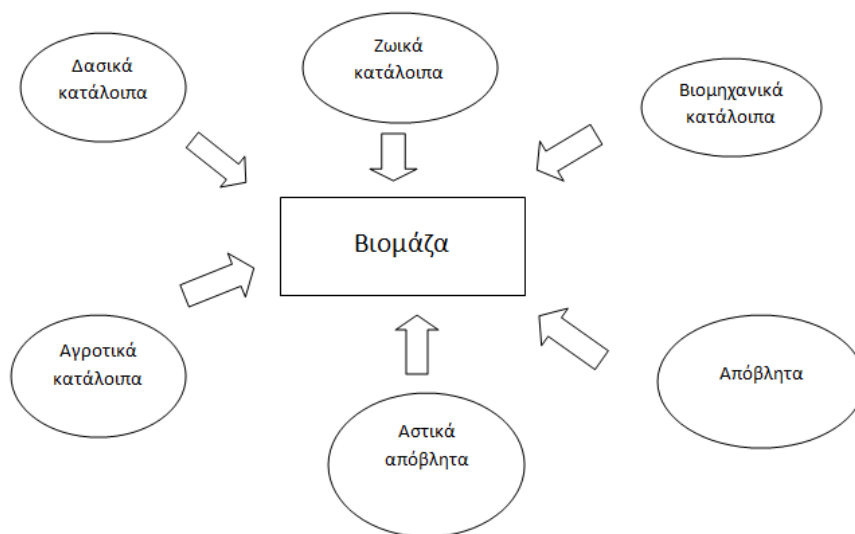 Δασικά
κατάλοιπα
Ζωικά
κατάλοιπα
Βιομηχανικά
κατάλοιπα
Βιομάζα
Αγροτικά
κατάλοιπα
Αστικά
απόβλητα
Απόβλητα